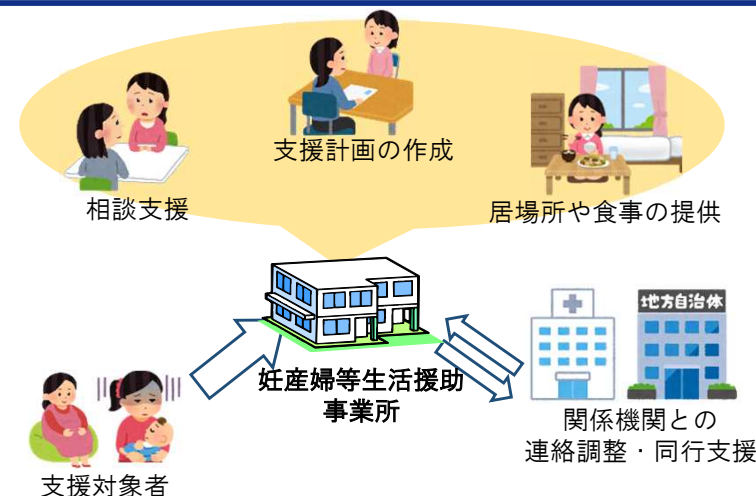 支援計画の作成
相談支援
居場所や食事の提供
地方自治体
妊産婦等生活援助
事業所
関係機関との
連絡調整・同行支援
支援対象者